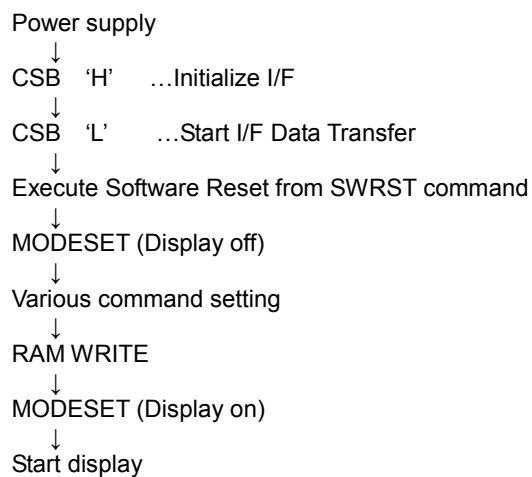 Power supply
↓
CSB ‘H’ …Initialize I/F
↓
CSB ‘L’ …Start I/F Data Transfer
↓
Execute Software Reset from SWRST command
↓
MODESET (Display off)
↓
Various command setting
↓
RAM WRITE
↓
MODESET (Display on)
↓
Start display